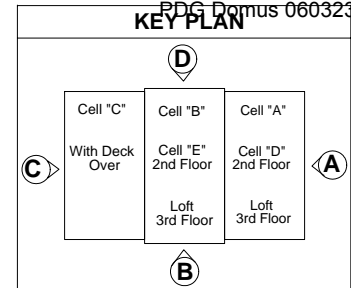 PDG Domus 060323
KEY PLAN
D
Cell "C"
With Deck
Over
Cell "B"
Cell "E"
2nd Floor
Loft
3rd Floor
Cell "A"
Cell "D"
2nd Floor
Loft
3rd Floor
C
A
B